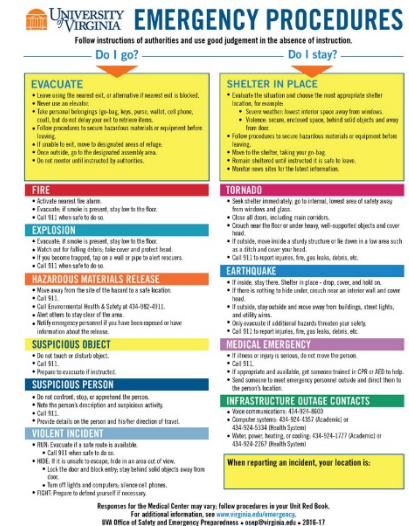 UNIVERSITY of VIRGINIA
EMERGENCY PROCEDURES
Follow instructions of authorities and use good judgement in the absence of instruction.
Do I go?
EVACUATE
• Leave using the nearest exit, or alternative if nearest exit is blocked.
• Never use an elevator.
• Take personal belongings (go-bag, keys, purse, wallet, cell phone,
coat), but do not delay your exit to retrieve items.
• Follow procedures to secure hazardous materials or equipment before
leaving.
• If unable to exit, move to designated areas of refuge.
• Once outside, go to the designated assembly area.
• Do not reenter until instructed by authorities.
FIRE
• Activate nearest fire alarm.
• Evacuate; if smoke is present, stay low to the floor.
• Call 911 when safe to do so.
EXPLOSION
• Evacuate; if smoke is present, stay low to the floor.
• Watch out for falling debris; take cover and protect head.
• If you become trapped, tap on a wall or pipe to alert rescuers.
• Call 911 when safe to do so.
HAZARDOUS MATERIALS RELEASE
• Move away from the site of the hazard to a safe location.
• Call 911.
• Call Environmental Health & Safety at 434-982-4911.
• Alert others to stay clear of the area.
• Notify emergency personnel if you have been exposed or have
information about the release.
SUSPICIOUS OBJECT
• Do not touch or disturb object.
• Call 911.
• Prepare to evacuate if instructed.
SUSPICIOUS PERSON
• Do not confront, stop, or apprehend the person.
• Note the person's description and suspicious activity.
• Call 911.
• Provide details on the person and his/her direction of travel.
VIOLENT INCIDENT
• RUN: Evacuate if a safe route is available.
• Call 911 when safe to do so.
• HIDE: If it is unsafe to escape, hide in an area out of view.
• Lock the door and block entry, stay behind solid objects away from
door.
• Turn off lights and computers; silence cell phones.
• FIGHT: Prepare to defend yourself if necessary.
Do I stay?
SHELTER IN PLACE
• Evaluate the situation and choose the most appropriate shelter
location, for example:
• Severe weather: lowest interior space away from windows.
• Violence: secure, enclosed space, behind solid objects and away
from door.
• Follow procedures to secure hazardous materials or equipment before
leaving.
• Move to the shelter, taking your go-bag.
• Remain sheltered until instructed it is safe to leave.
• Monitor news sites for the latest information.
TORNADO
• Seek shelter immediately, go to internal, lowest area of safety away
from windows and glass.
• Close all doors, including main corridors.
• Crouch near the floor or under heavy, well-supported objects and cover
head.
• If outside, move inside a sturdy structure or lie down in a low area such
as a ditch and cover your head.
• Call 911 to report injuries, fire, gas leaks, debris, etc.
EARTHQUAKE
• If inside, stay there. Shelter in place - drop, cover, and hold on.
• If there is nothing to hide under, crouch near an interior wall and cover
head.
• If outside, stay outside and move away from buildings, street lights,
and utility wires.
• Only evacuate if additional hazards threaten your safety.
• Call 911 to report injuries, fire, gas leaks, debris, etc.
MEDICAL EMERGENCY
• If illness or injury is serious, do not move the person.
• Call 911.
• If appropriate and available, get someone trained in CPR or AED to help.
• Send someone to meet emergency personnel outside and direct them to
the person's location.
INFRASTRUCTURE OUTAGE CONTACTS
• Voice communications: 434-924-8600
• Computer systems: 434-924-4357 (Academic) or
434-924-5334 (Health System)
• Water, power, heating, or cooling: 434-924-1777 (Academic) or
434-924-2267 (Health System)
When reporting an incident, your location is:
Responses for the Medical Center may vary; follow procedures in your Unit Red Book.
For additional information, see www.virginia.edu/emergency.
UVA Office of Safety and Emergency Preparedness • osep@virginia.edu • 2016-17